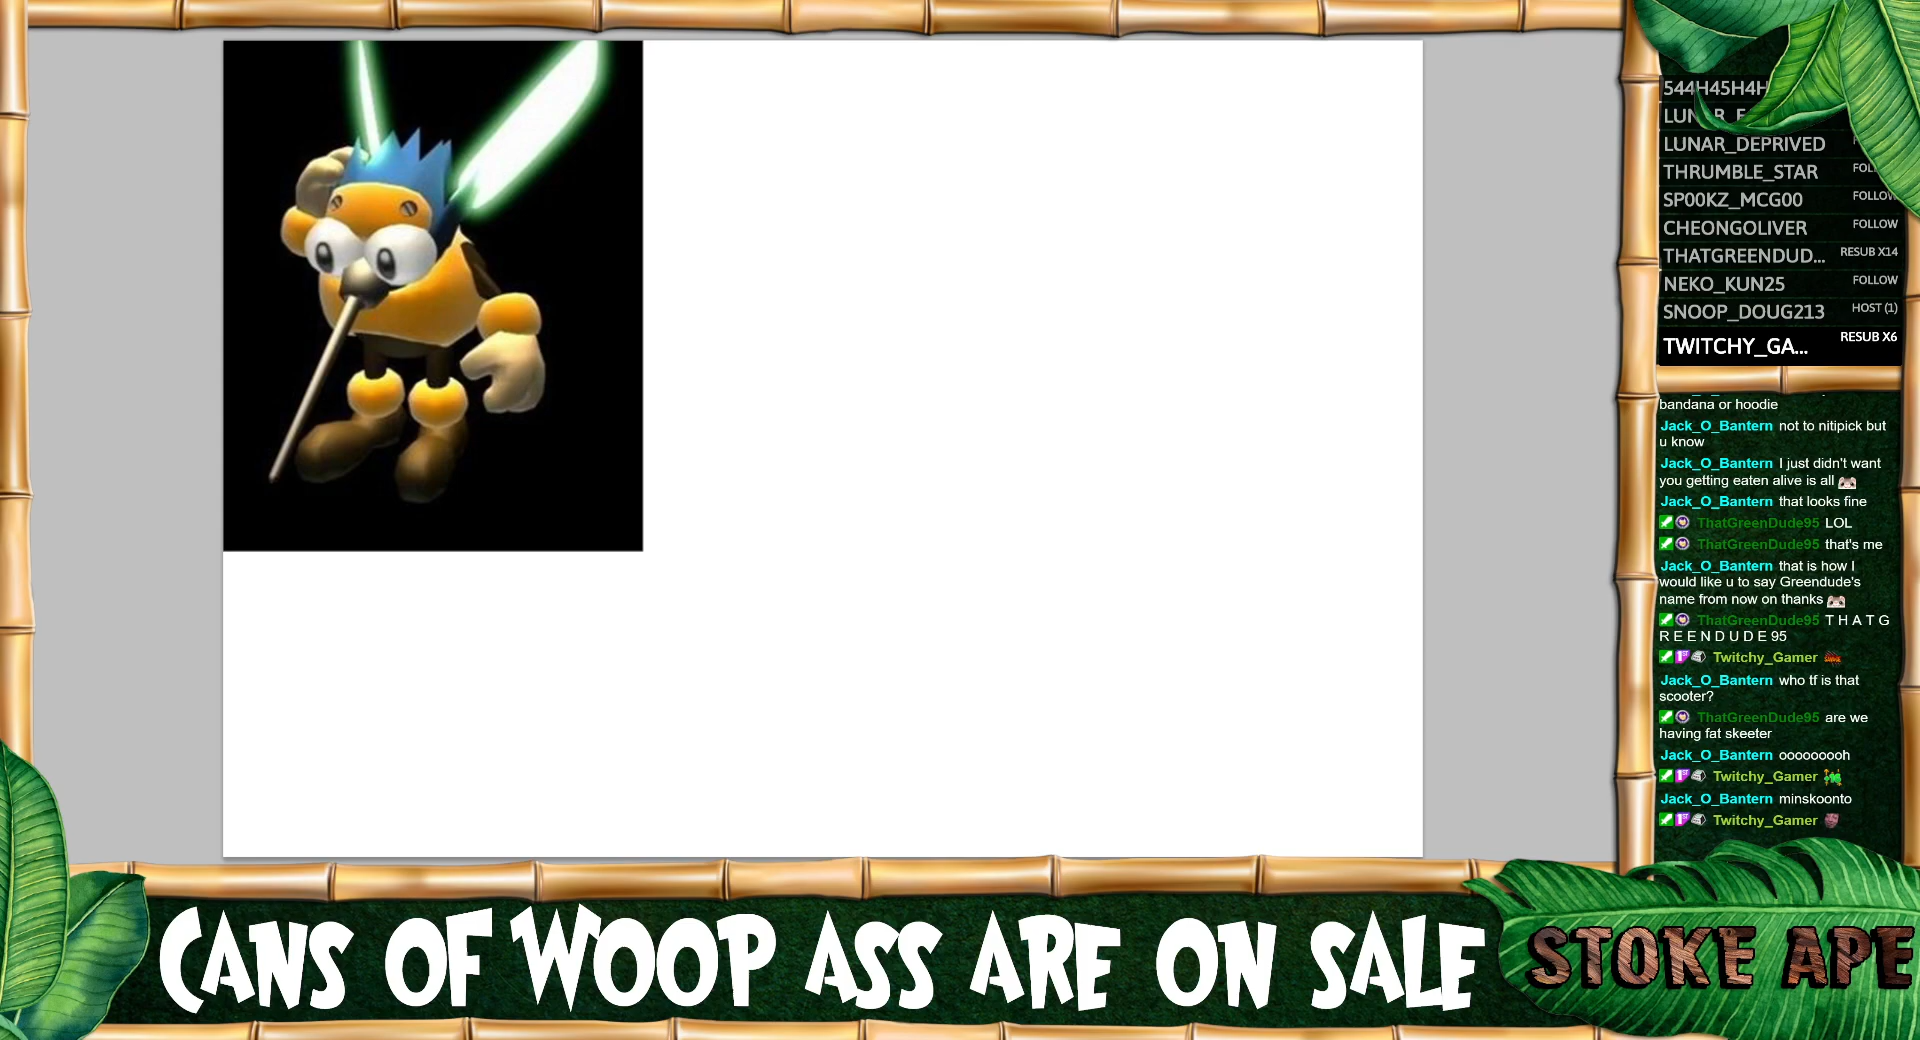 544H45H4H
LUNAR_DEPRIVED
THRUMBLE_STAR
SP00KZ_MCG00 FOLLOW
CHEONGOLIVER FOLLOW
THATGREENDUD... RESUB X14
NEKO_KUN25 FOLLOW
SNOOP_DOUG213 HOST (1)
TWITCHY_GA... RESUB X6
bandana or hoodie
Jack_O_Bantern not to nitipick but
u know
Jack_O_Bantern I just didn't want
you getting eaten alive is all
Jack_O_Bantern that looks fine
ThatGreenDude95 LOL
ThatGreenDude95 that's me
Jack_O_Bantern that is how I
would like u to say Greendude's
name from now on thanks
ThatGreenDude95 T H A T G
R E E N D U D E 95
Twitchy_Gamer
Jack_O_Bantern who tf is that
scooter?
ThatGreenDude95 are we
having fat skeeter
Jack_O_Bantern ooooooooh
Twitchy_Gamer
Jack_O_Bantern minskoonto
Twitchy_Gamer
CANS OF WOOP ASS ARE ON SALE
STOKE APE